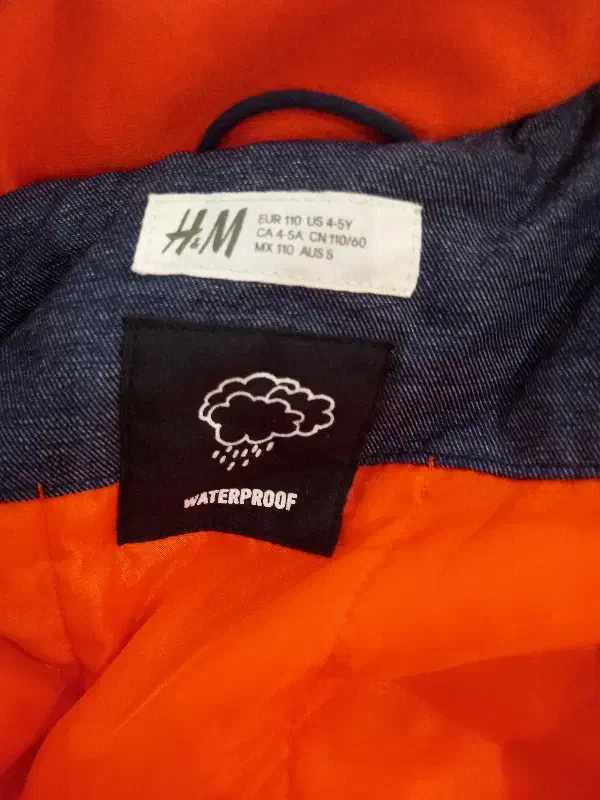 H&M
EUR 110 US 4-5Y
CA 4-5A CN 110/60
MX 110 AUS 5
WATERPROOF